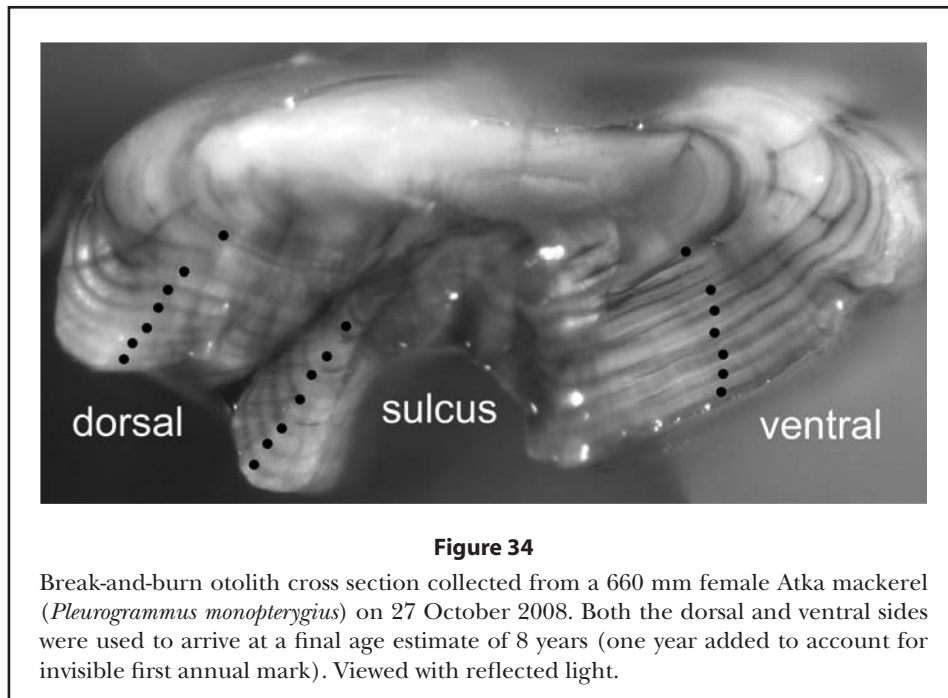 dorsal
sulcus
ventral
Figure 34
Break-and-burn otolith cross section collected from a 660 mm female Atka mackerel
(Pleurogrammus monopterygius) on 27 October 2008. Both the dorsal and ventral sides
were used to arrive at a final age estimate of 8 years (one year added to account for
invisible first annual mark). Viewed with reflected light.